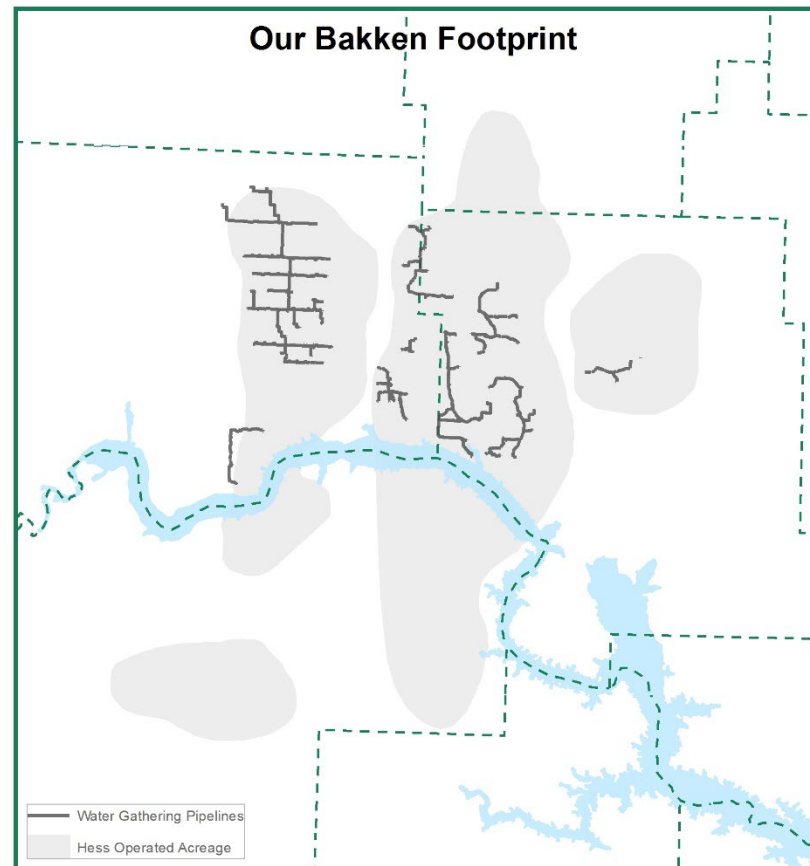 Our Bakken Footprint
Water Gathering Pipelines
Hess Operated Acreage